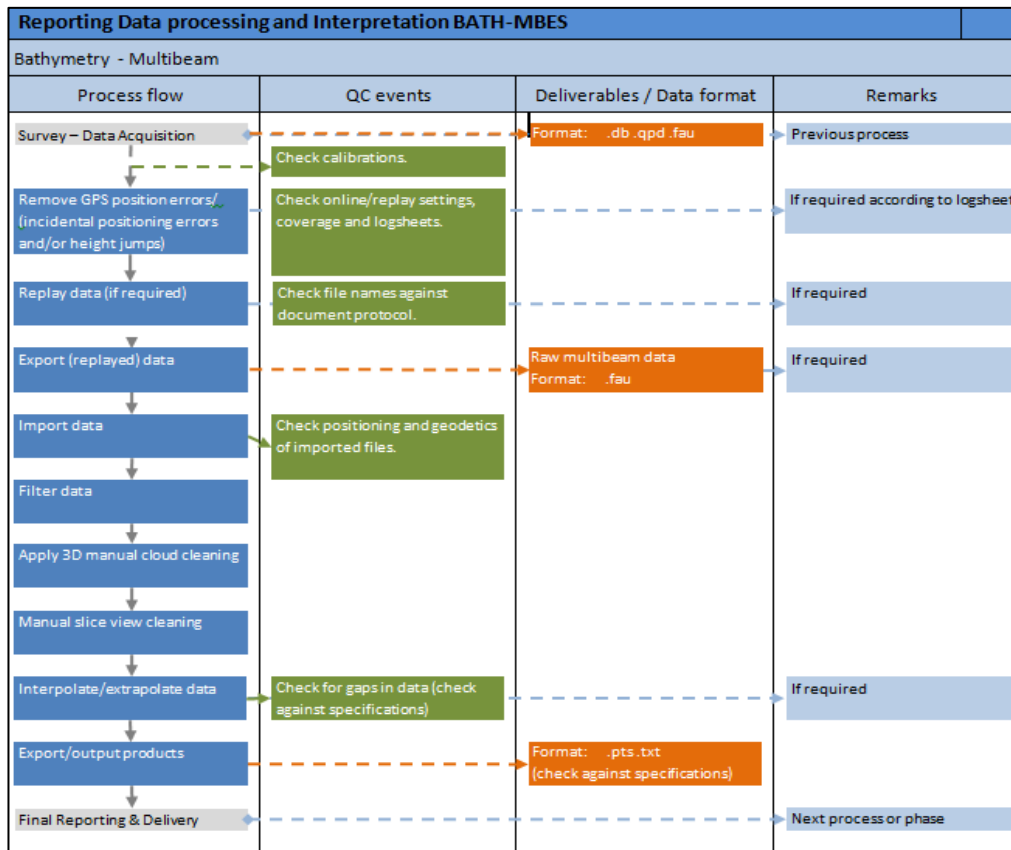 Reporting Data processing and Interpretation BATH-MBES
Bathymetry - Multibeam
Process flow
QC events
Deliverables / Data format
Remarks
Survey – Data Acquisition
Format: .db .qpd .fau
Previous process
Check calibrations.
Remove GPS position errors/
(incidental positioning errors
and/or height jumps)
Check online/replay settings,
coverage and logsheets.
If required according to logsheet
Replay data (if required)
Check file names against
document protocol.
If required
Export (replayed) data
Raw multibeam data
Format: .fau
If required
Import data
Check positioning and geodetics
of imported files.
Filter data
Apply 3D manual cloud cleaning
Manual slice view cleaning
Interpolate/extrapolate data
Check for gaps in data (check
against specifications)
If required
Export/output products
Format: .pts .txt
(check against specifications)
Final Reporting & Delivery
Next process or phase